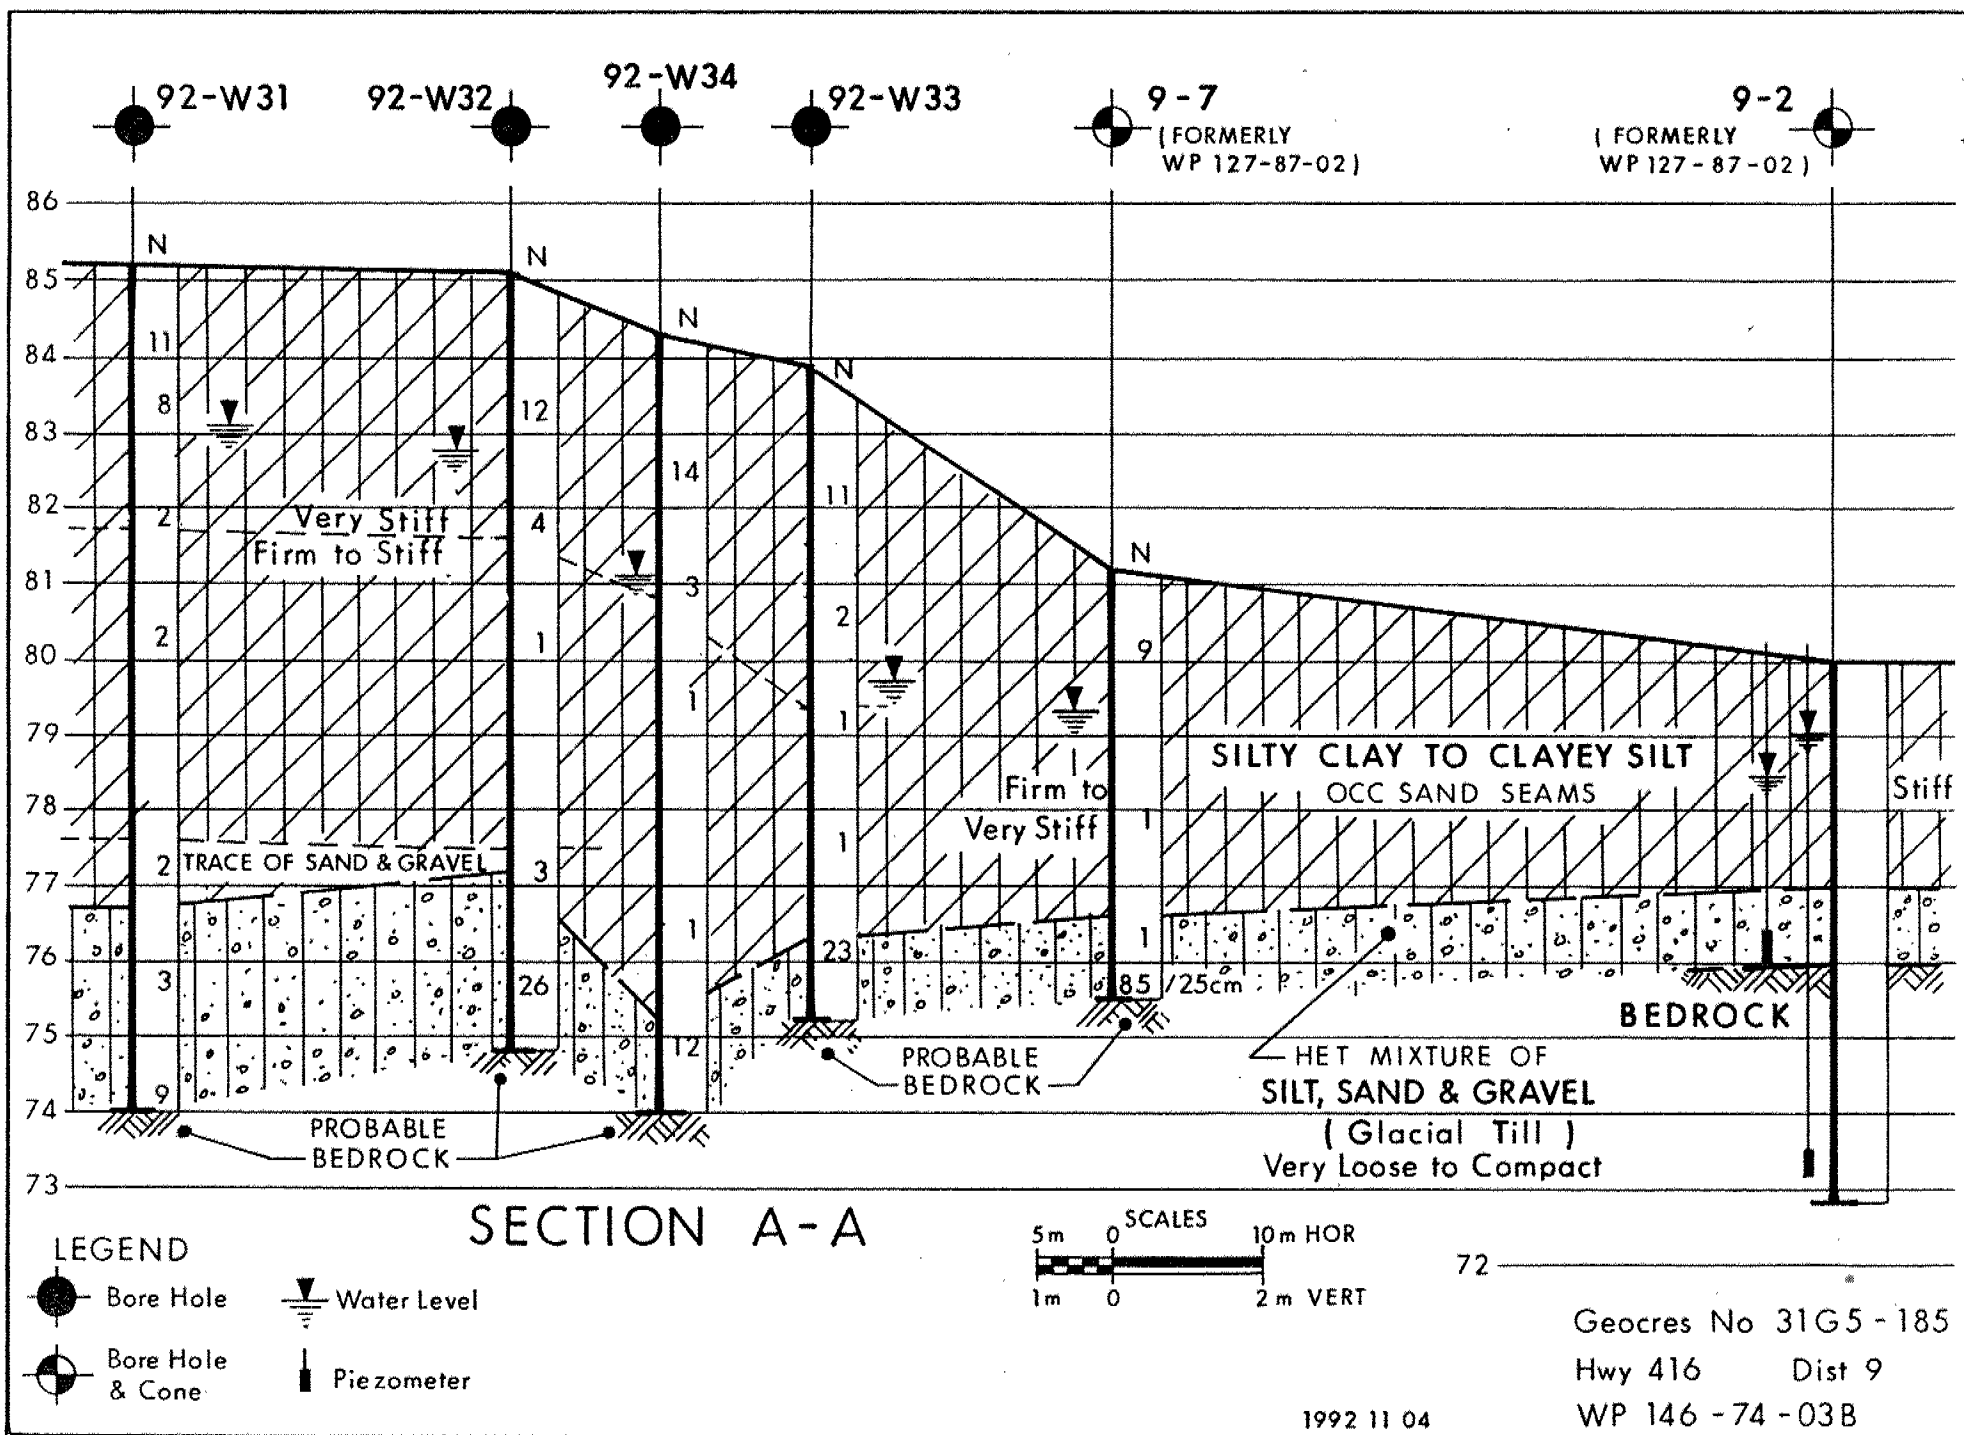 92-W31
92-W32
92-W34
92-W33
9-7
(FORMERLY
WP 127-87-02)
9-2
(FORMERLY
WP 127-87-02)
86
85
84
83
82
81
80
79
78
77
76
75
74
73
72
N
11
8
2
2
2
3
9
N
12
4
1
3
26
N
14
3
1
1
12
N
11
2
1
1
23
N
9
1
1
85 /25cm
Very Stiff
Firm to Stiff
TRACE OF SAND & GRAVEL
Firm to
Very Stiff
SILTY CLAY TO CLAYEY SILT
OCC SAND SEAMS
Stiff
BEDROCK
PROBABLE
BEDROCK
PROBABLE
BEDROCK
HET MIXTURE OF
SILT, SAND & GRAVEL
( Glacial Till )
Very Loose to Compact
SECTION A-A
SCALES
5m 0 10m HOR
1m 0 2m VERT
LEGEND
Bore Hole
Water Level
Bore Hole
& Cone
Piezometer
1992 11 04
Geocres No 31G5-185
Hwy 416 Dist 9
WP 146-74-03B